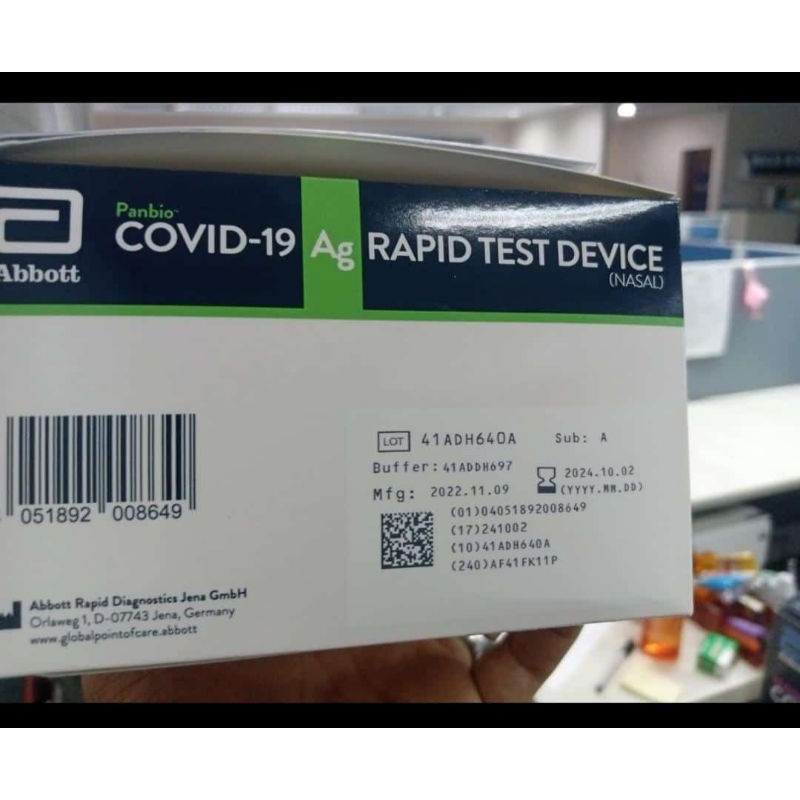 Abbott
Panbio™
COVID-19 Ag RAPID TEST DEVICE
(NASAL)
LOT 41ADH640A Sub: A
Buffer: 41ADDH697
2024.10.02
Mfg: 2022.11.09
(YYYY.MM.DD)
(01)04051892008649
(17)241002
(10)41ADH640A
(240)AF41FK11P
051892 008649
Abbott Rapid Diagnostics Jena GmbH
Orlaweg 1, D-07743 Jena, Germany
www.globalpointofcare.abbott